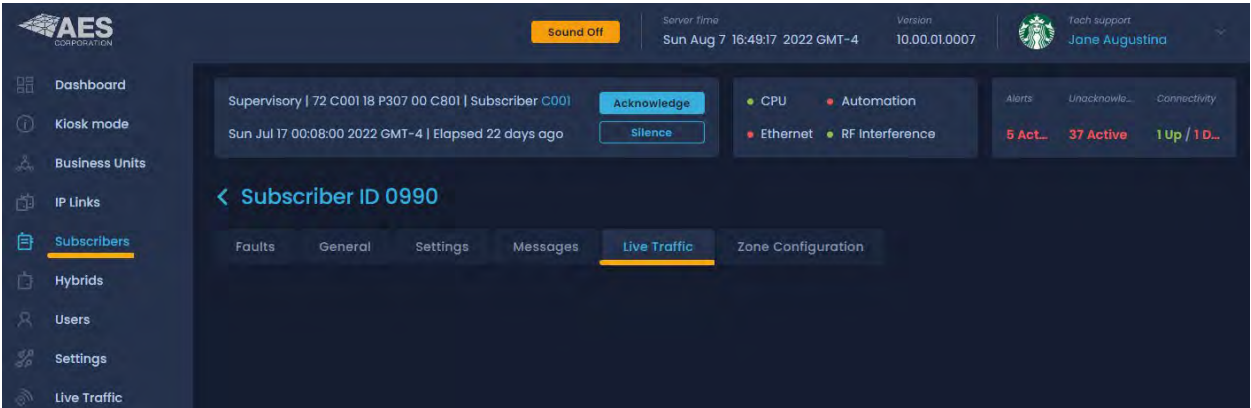 AES
CORPORATION
Sound Off
Server Time
Sun Aug 7 16:49:17 2022 GMT-4
Version
10.00.01.0007
Tech support
Jane Augustina
Dashboard
Kiosk mode
Business Units
IP Links
Subscribers
Hybrids
Users
Settings
Live Traffic
Supervisory | 72 C001 18 P307 00 C801 | Subscriber C001
Acknowledge
Sun Jul 17 00:08:00 2022 GMT-4 | Elapsed 22 days ago
Silence
CPU
Automation
Ethernet
RF Interference
Alerts
Unacknowle...
Connectivity
5 Act...
37 Active
1 Up / 1 D...
Subscriber ID 0990
Faults
General
Settings
Messages
Live Traffic
Zone Configuration